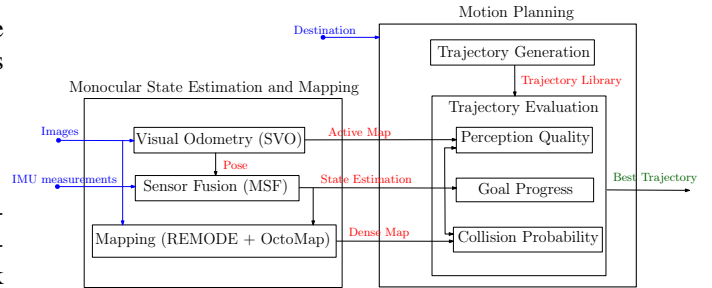 Motion Planning
Destination
Trajectory Generation
Trajectory Library
Monocular State Estimation and Mapping
Trajectory Evaluation
Images
Visual Odometry (SVO)
Active Map
Perception Quality
Pose
IMU measurements
Sensor Fusion (MSF)
State Estimation
Goal Progress
Best Trajectory
Mapping (REMODE + OctoMap)
Dense Map
Collision Probability